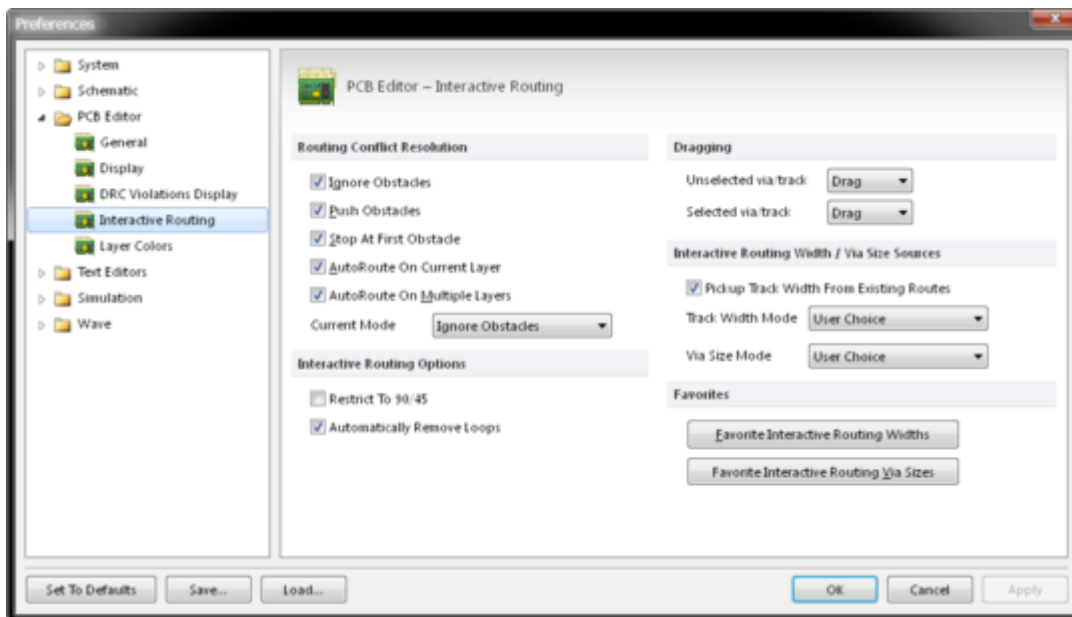 Preferences
System
Schematic
PCB Editor
General
Display
DRC Violations Display
Interactive Routing
Layer Colors
Text Editors
Simulation
Wave
PCB Editor – Interactive Routing
Routing Conflict Resolution
Ignore Obstacles
Push Obstacles
Stop At First Obstacle
AutoRoute On Current Layer
AutoRoute On Multiple Layers
Current Mode Ignore Obstacles
Interactive Routing Options
Restrict To 90/45
Automatically Remove Loops
Dragging
Unselected via/track Drag
Selected via/track Drag
Interactive Routing Width / Via Size Sources
Pickup Track Width From Existing Routes
Track Width Mode User Choice
Via Size Mode User Choice
Favorites
Favorite Interactive Routing Widths
Favorite Interactive Routing Via Sizes
Set To Defaults Save... Load... OK Cancel Apply